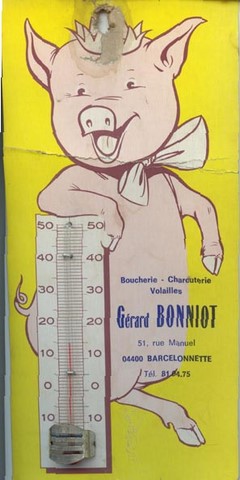 50 50
40 40
30 30
20 20
10 10
0 0
10 10
Boucherie - Charcuterie
Volailles
Gérard BONNIOT
51, rue Manuel
04400 BARCELONNETTE
Tél. 81.04.75